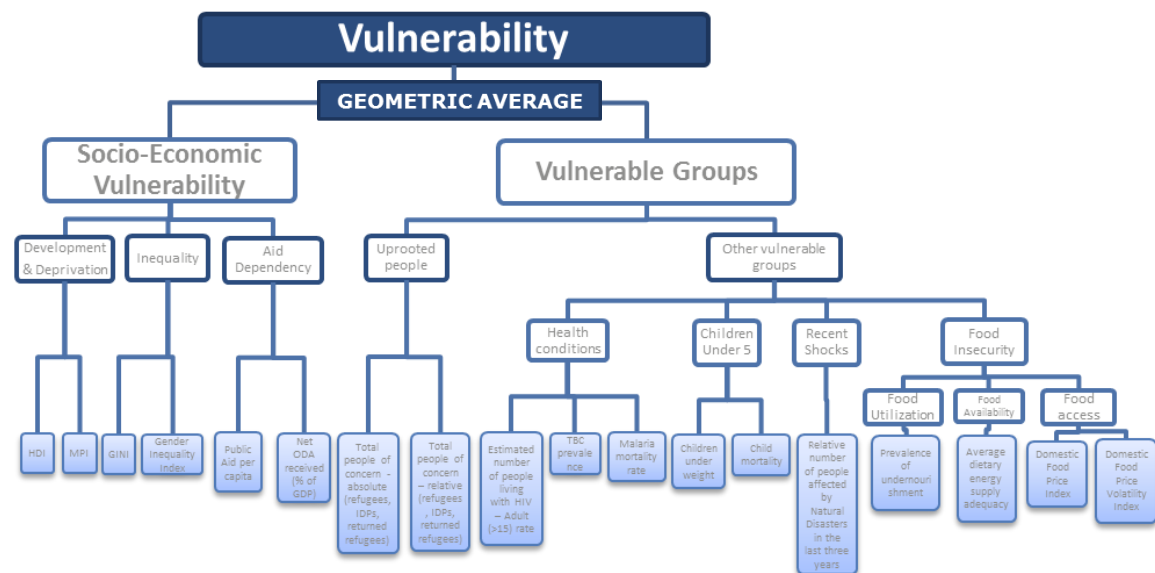 Vulnerability
GEOMETRIC AVERAGE
Socio-Economic
Vulnerability
Vulnerable Groups
Development
& Deprivation
Inequality
Aid
Dependency
Uprooted
people
Other vulnerable
groups
Health
conditions
Children
Under 5
Recent
Shocks
Food
Insecurity
Food
Utilization
Food
Availability
Food
access
HDI
MPI
GINI
Gender
Inequality
Index
Public
Aid per
capita
Net
ODA
received
(% of
GDP)
Total
people of
concern -
absolute
(refugees
, IDPs,
returned
refugees)
Total
people of
concern
– relative
(refugees
, IDPs,
returned
refugees)
Estimated
number of
people
living
with HIV
– Adult
(>15) rate
TBC
prevale
nce
Malaria
mortality
rate
Children
under
weight
Child
mortality
Relative
number
of people
affected
by
Natural
Disasters
in the
last three
years
Prevalence
of
undernouri
shment
Average
dietary
energy
supply
adequacy
Domestic
Food
Price
Index
Domestic
Food
Price
Volatility
Index